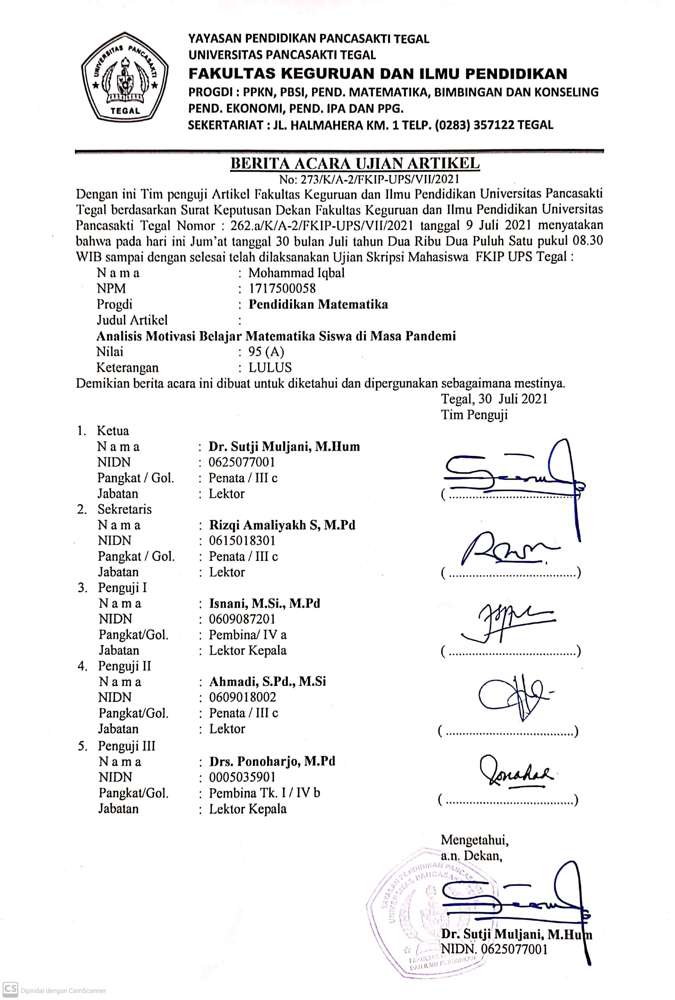 UNIVERSITAS PANCASAKTI
TEGAL
YAYASAN PENDIDIKAN PANCASAKTI TEGAL
UNIVERSITAS PANCASAKTI TEGAL
FAKULTAS KEGURUAN DAN ILMU PENDIDIKAN
PROGDI : PPKN, PBSI, PEND. MATEMATIKA, BIMBINGAN DAN KONSELING
PEND. EKONOMI, PEND. IPA DAN PPG.
SEKERTARIAT : JL. HALMAHERA KM. 1 TELP. (0283) 357122 TEGAL
BERITA ACARA UJIAN ARTIKEL
No: 273/K/A-2/FKIP-UPS/VII/2021
Dengan ini Tim penguji Artikel Fakultas Keguruan dan Ilmu Pendidikan Universitas Pancasakti
Tegal berdasarkan Surat Keputusan Dekan Fakultas Keguruan dan Ilmu Pendidikan Universitas
Pancasakti Tegal Nomor : 262.a/K/A-2/FKIP-UPS/VII/2021 tanggal 9 Juli 2021 menyatakan
bahwa pada hari ini Jum'at tanggal 30 bulan Juli tahun Dua Ribu Dua Puluh Satu pukul 08.30
WIB sampai dengan selesai telah dilaksanakan Ujian Skripsi Mahasiswa FKIP UPS Tegal :
N a m a : Mohammad Iqbal
NPM : 1717500058
Progdi : Pendidikan Matematika
Judul Artikel :
Analisis Motivasi Belajar Matematika Siswa di Masa Pandemi
Nilai : 95 (A)
Keterangan : LULUS
Demikian berita acara ini dibuat untuk diketahui dan dipergunakan sebagaimana mestinya.
Tegal, 30 Juli 2021
Tim Penguji
1. Ketua
N a m a : Dr. Sutji Muljani, M.Hum
NIDN : 0625077001
Pangkat / Gol. : Penata / III c
Jabatan : Lektor (......................................)
2. Sekretaris
N a m a : Rizqi Amaliyakh S, M.Pd
NIDN : 0615018301
Pangkat / Gol. : Penata / III c
Jabatan : Lektor (......................................)
3. Penguji I
N a m a : Isnani, M.Si., M.Pd
NIDN : 0609087201
Pangkat/Gol. : Pembina/ IV a
Jabatan : Lektor Kepala (......................................)
4. Penguji II
N a m a : Ahmadi, S.Pd., M.Si
NIDN : 0609018002
Pangkat/Gol. : Penata / III c
Jabatan : Lektor (......................................)
5. Penguji III
N a m a : Drs. Ponoharjo, M.Pd
NIDN : 0005035901
Pangkat/Gol. : Pembina Tk. I / IV b
Jabatan : Lektor Kepala (......................................)
Mengetahui,
a.n. Dekan,
YAYASAN PENDIDIKAN PANCASAKTI
UNIVERSITAS PANCASAKTI
FAKULTAS
DAN ILMU PENDIDIKAN
Dr. Sutji Muljani, M.Hum
NIDN. 0625077001
CS Dipindai dengan CamScanner